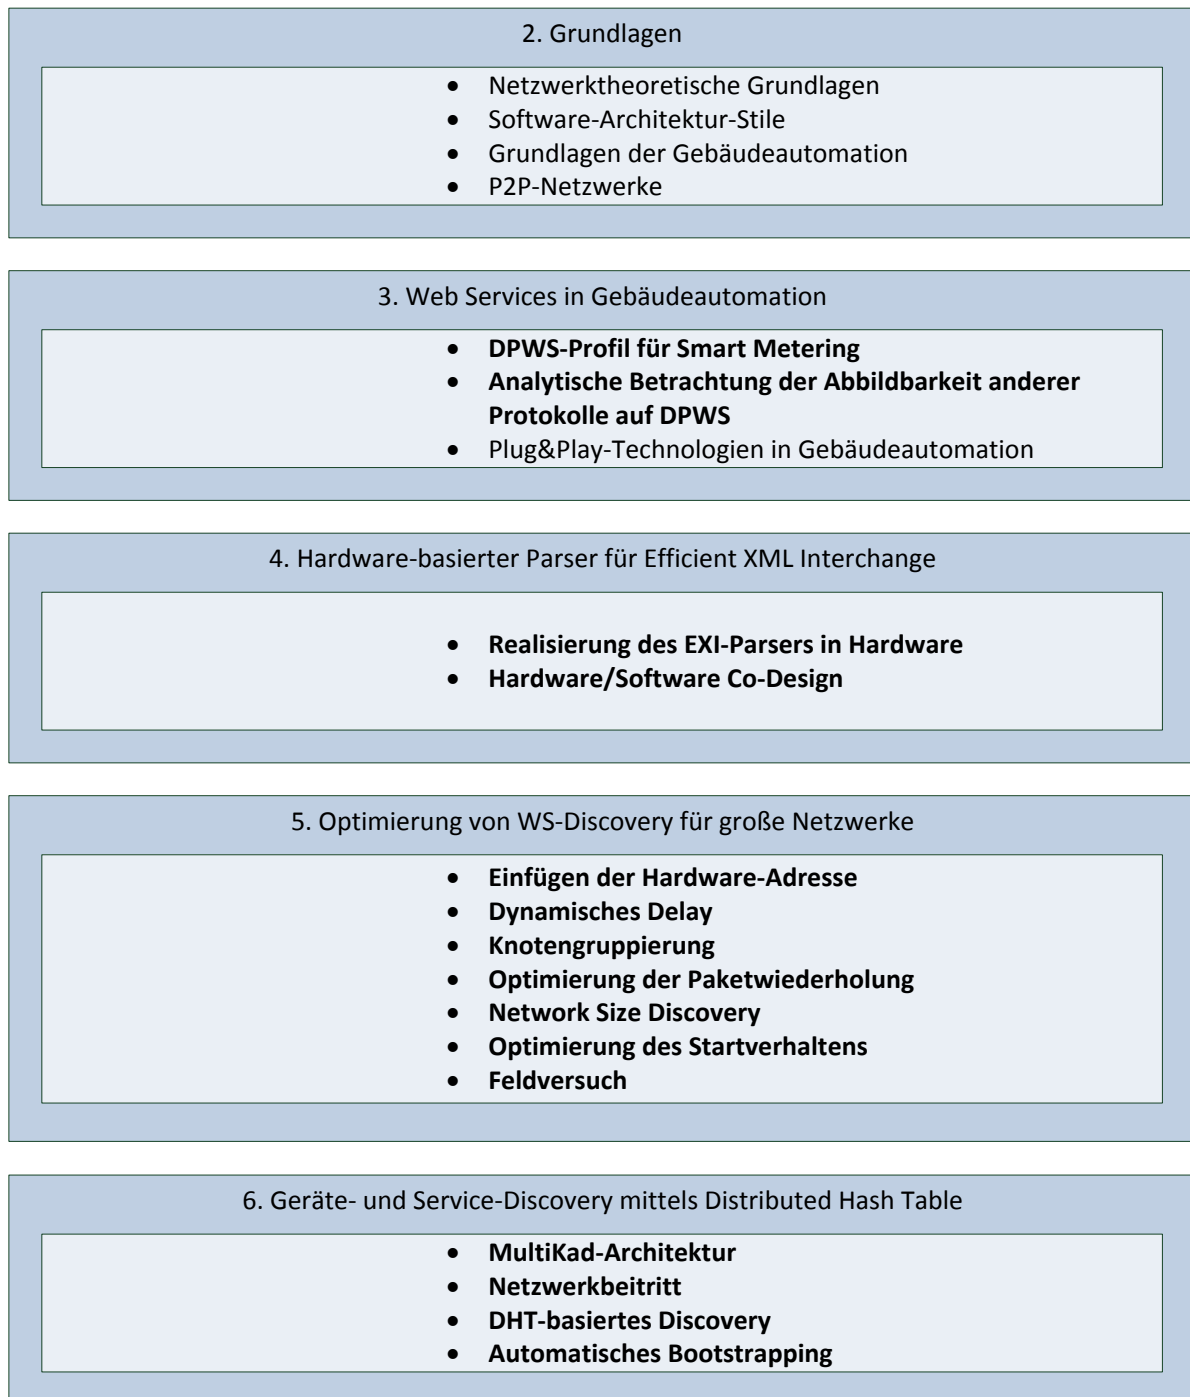 2. Grundlagen
• Netzwerktheoretische Grundlagen
• Software-Architektur-Stile
• Grundlagen der Gebäudeautomation
• P2P-Netzwerke
3. Web Services in Gebäudeautomation
• DPWS-Profil für Smart Metering
• Analytische Betrachtung der Abbildbarkeit anderer
Protokolle auf DPWS
• Plug&Play-Technologien in Gebäudeautomation
4. Hardware-basierter Parser für Efficient XML Interchange
• Realisierung des EXI-Parsers in Hardware
• Hardware/Software Co-Design
5. Optimierung von WS-Discovery für große Netzwerke
• Einfügen der Hardware-Adresse
• Dynamisches Delay
• Knotengruppierung
• Optimierung der Paketwiederholung
• Network Size Discovery
• Optimierung des Startverhaltens
• Feldversuch
6. Geräte- und Service-Discovery mittels Distributed Hash Table
• MultiKad-Architektur
• Netzwerkbeitritt
• DHT-basiertes Discovery
• Automatisches Bootstrapping